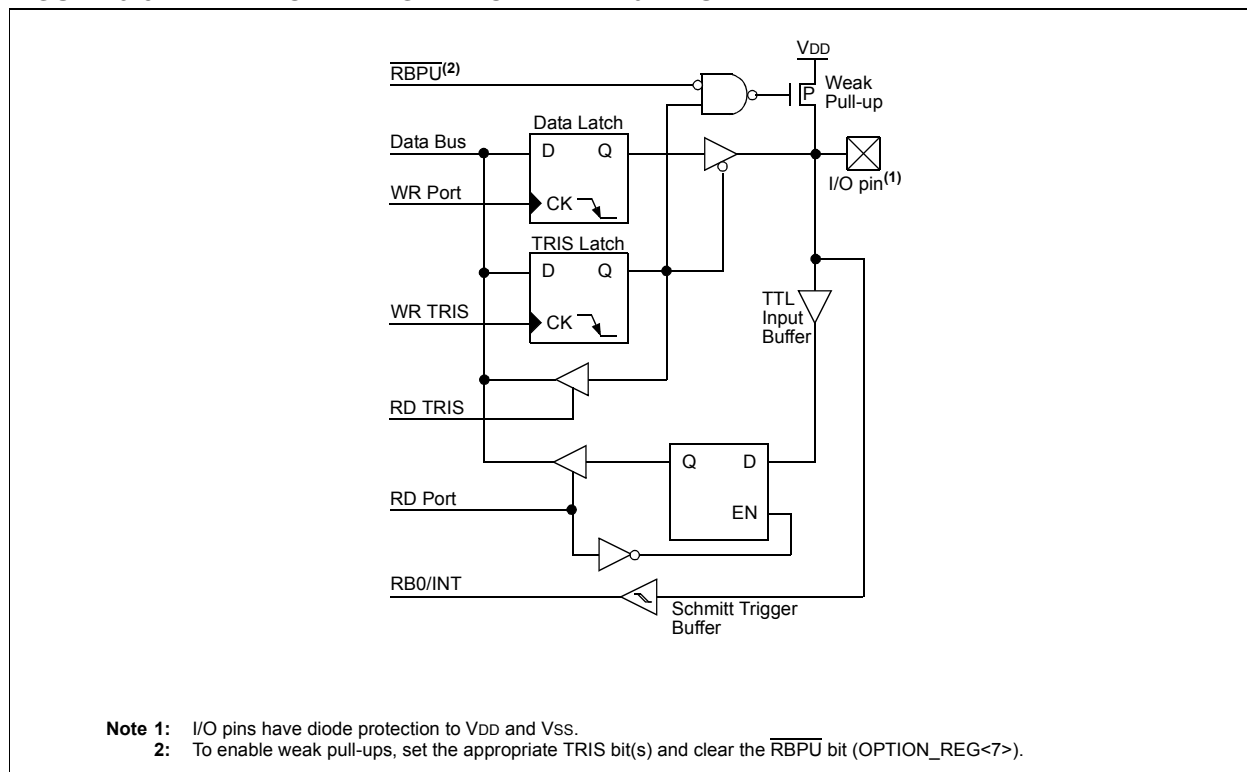 VDD
RBPU(2)
Weak
Pull-up
P
Data Latch
Data Bus
D Q
I/O pin(1)
WR Port
CK
TRIS Latch
D Q
TTL
Input
Buffer
WR TRIS
CK
RD TRIS
Q D
RD Port
EN
RB0/INT
Schmitt Trigger
Buffer
Note 1: I/O pins have diode protection to VDD and VSS.
2: To enable weak pull-ups, set the appropriate TRIS bit(s) and clear the RBPU bit (OPTION_REG<7>).